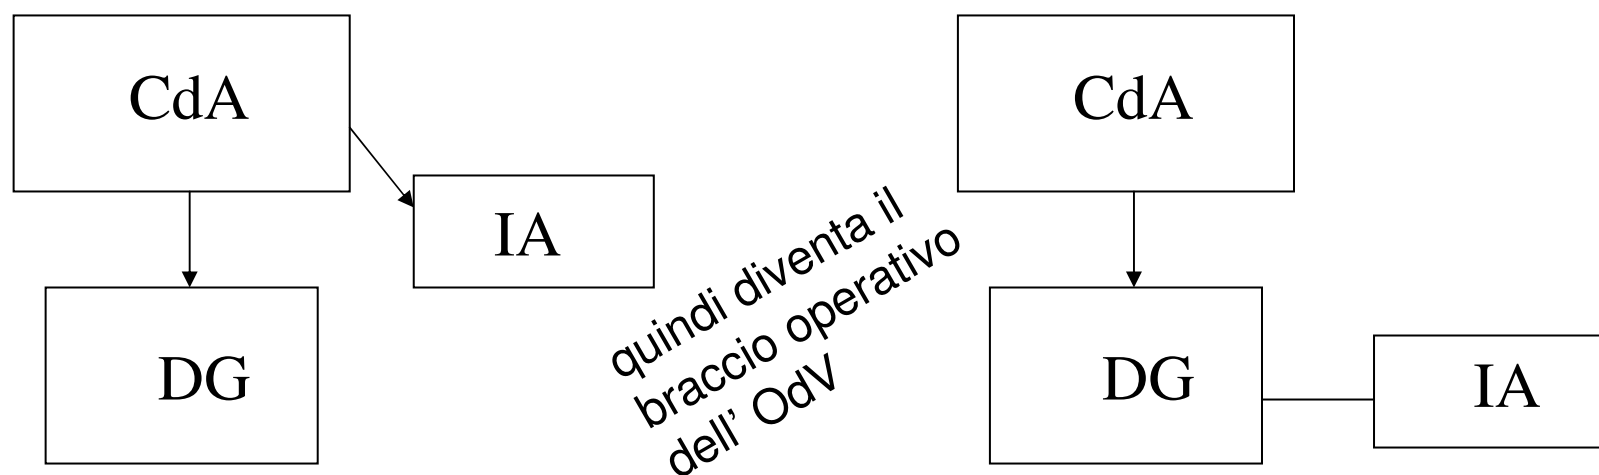 CdA
IA
DG
quindi diventa il
braccio operativo
dell’ OdV
CdA
DG
IA